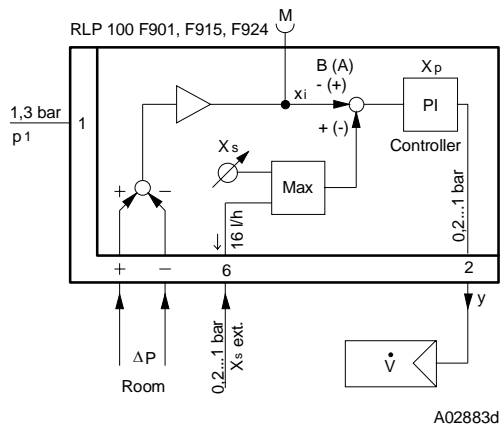 M
RLP 100 F901, F915, F924
B (A)
Xp
xi
- (+)
PI
1,3 bar
p1
1
+ (-)
Controller
Xs
Max
0,2...1 bar
+ −
↓
16 l/h
+ − 6 2
y
ΔP
Room
0,2...1 bar
Xs ext.
V̇
A02883d